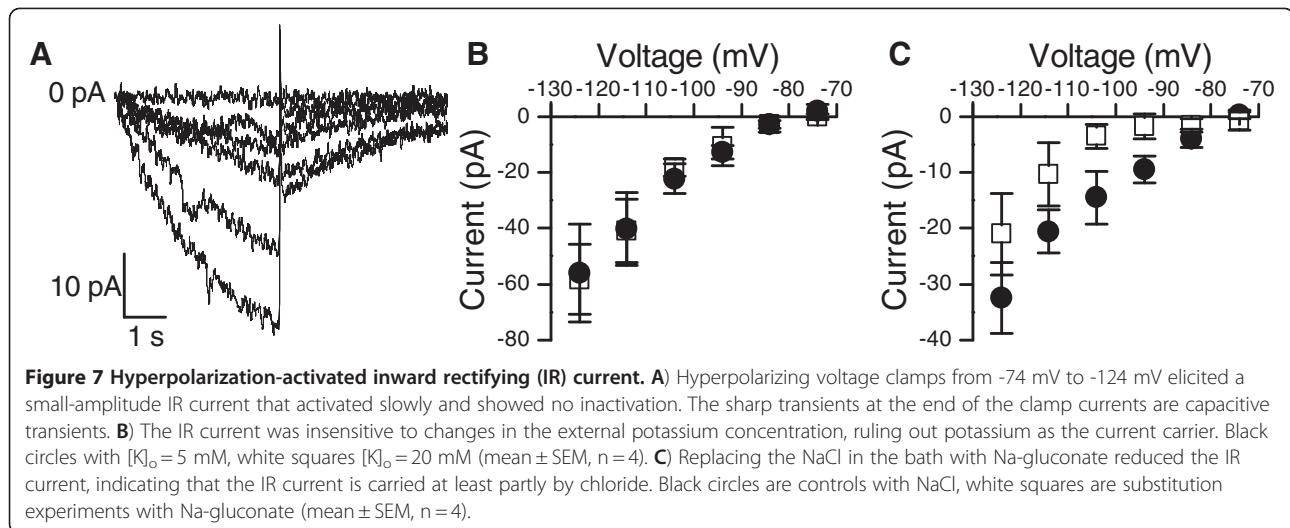 A
0 pA
10 pA
1 s
B
Voltage (mV)
-130 -120 -110 -100 -90 -80 -70
0
-20
-40
-60
-80
Current (pA)
C
Voltage (mV)
-130 -120 -110 -100 -90 -80 -70
0
-10
-20
-30
-40
Current (pA)
Figure 7 Hyperpolarization-activated inward rectifying (IR) current. A) Hyperpolarizing voltage clamps from -74 mV to -124 mV elicited a
small-amplitude IR current that activated slowly and showed no inactivation. The sharp transients at the end of the clamp currents are capacitive
transients. B) The IR current was insensitive to changes in the external potassium concentration, ruling out potassium as the current carrier. Black
circles with [K]o = 5 mM, white squares [K]o = 20 mM (mean ± SEM, n = 4). C) Replacing the NaCl in the bath with Na-gluconate reduced the IR
current, indicating that the IR current is carried at least partly by chloride. Black circles are controls with NaCl, white squares are substitution
experiments with Na-gluconate (mean ± SEM, n = 4).